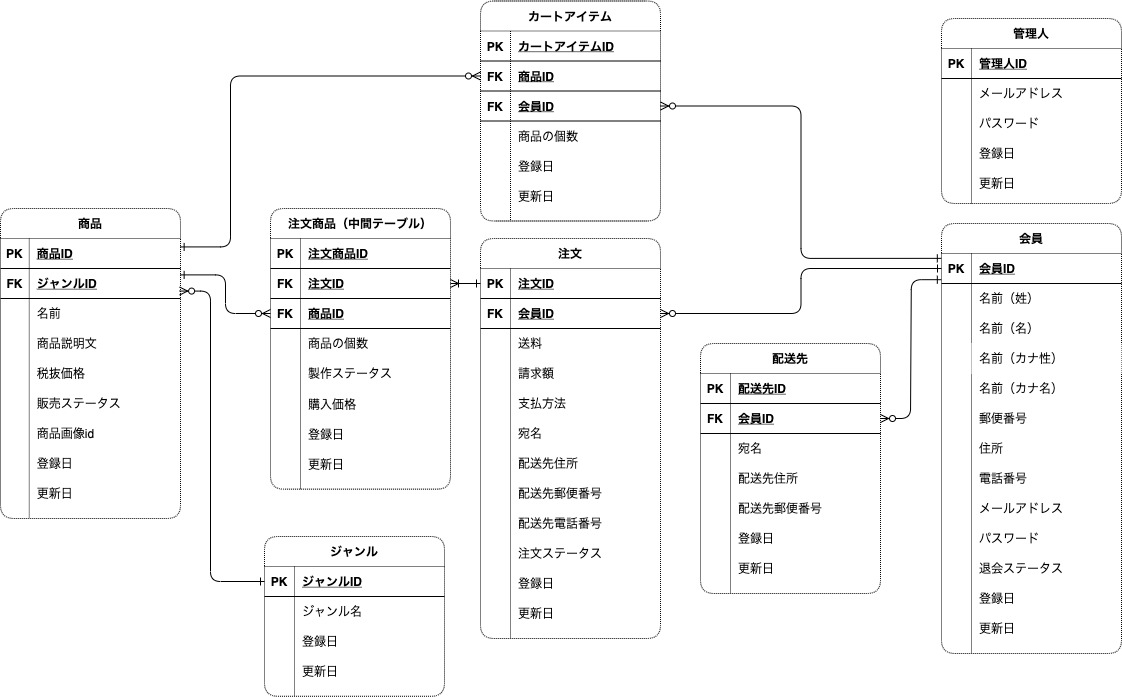 カートアイテム
PK カートアイテムID
FK 商品ID
FK 会員ID
商品の個数
登録日
更新日
管理人
PK 管理人ID
メールアドレス
パスワード
登録日
更新日
商品
PK 商品ID
FK ジャンルID
名前
商品説明文
税抜価格
販売ステータス
商品画像id
登録日
更新日
注文商品（中間テーブル）
PK 注文商品ID
FK 注文ID
FK 商品ID
商品の個数
製作ステータス
購入価格
登録日
更新日
注文
PK 注文ID
FK 会員ID
送料
請求額
支払方法
宛名
配送先住所
配送先郵便番号
配送先電話番号
注文ステータス
登録日
更新日
配送先
PK 配送先ID
FK 会員ID
宛名
配送先住所
配送先郵便番号
登録日
更新日
会員
PK 会員ID
名前（姓）
名前（名）
名前（カナ性）
名前（カナ名）
郵便番号
住所
電話番号
メールアドレス
パスワード
退会ステータス
登録日
更新日
ジャンル
PK ジャンルID
ジャンル名
登録日
更新日